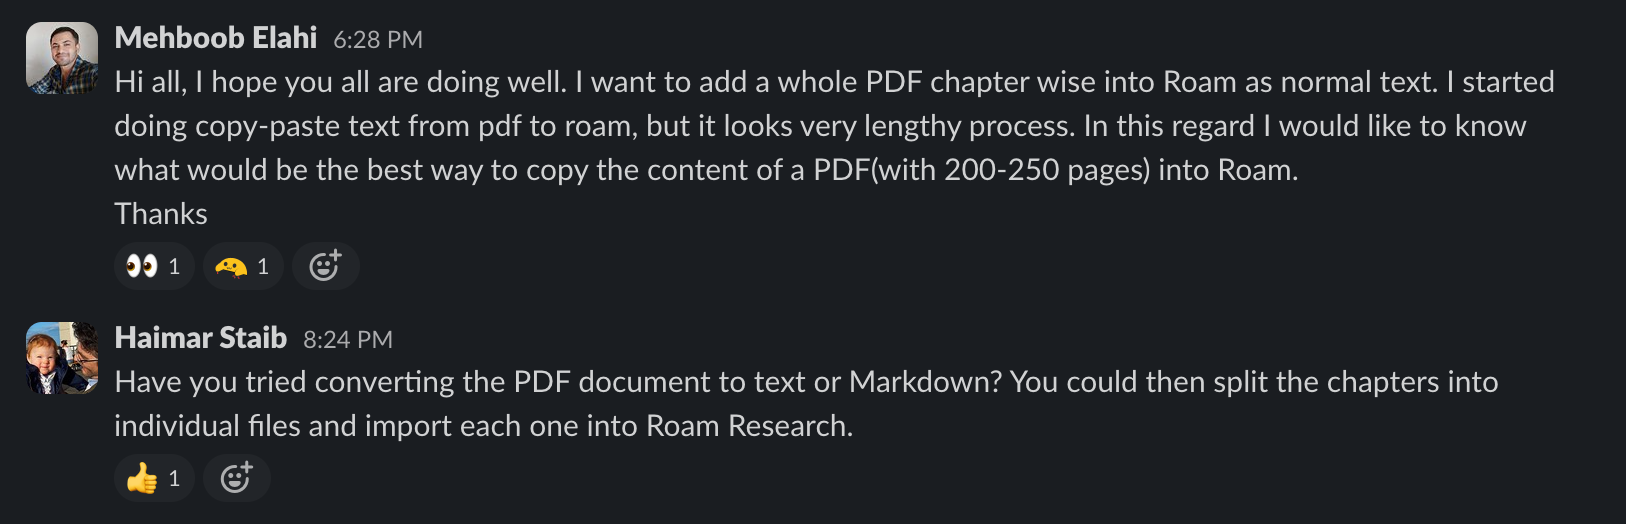 Mehboob Elahi 6:28 PM
Hi all, I hope you all are doing well. I want to add a whole PDF chapter wise into Roam as normal text. I started
doing copy-paste text from pdf to roam, but it looks very lengthy process. In this regard I would like to know
what would be the best way to copy the content of a PDF(with 200-250 pages) into Roam.
Thanks
1 1
Haimar Staib 8:24 PM
Have you tried converting the PDF document to text or Markdown? You could then split the chapters into
individual files and import each one into Roam Research.
1